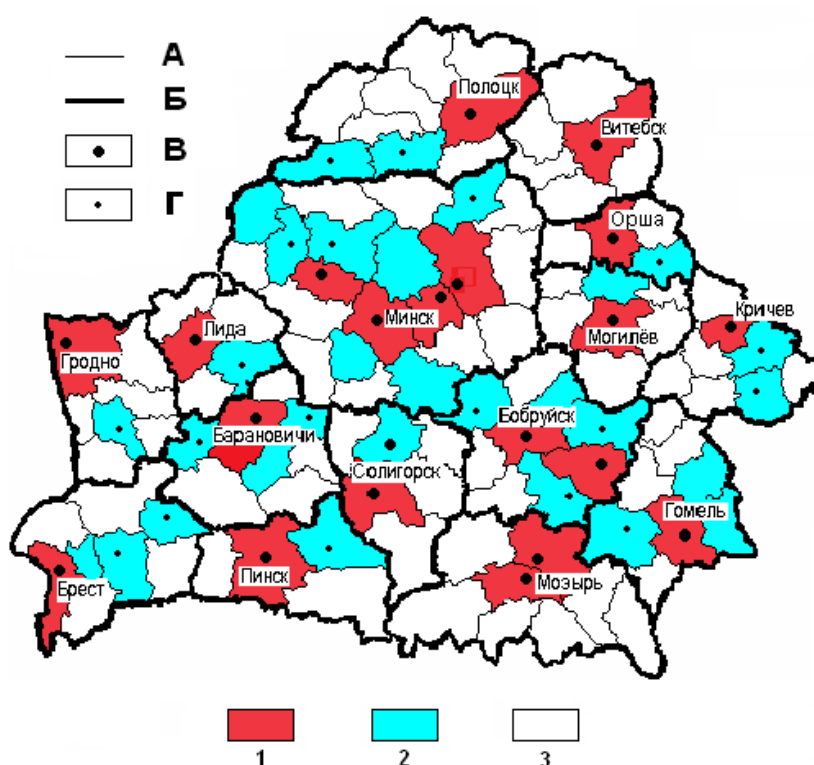 А
Б
В
Г
Полоцк
Витебск
Орша
Кричев
Лида
Минск
Могилёв
Гродно
Барановичи
Бобруйск
Солигорск
Гомель
Брест
Пинск
Мозырь
1
2
3